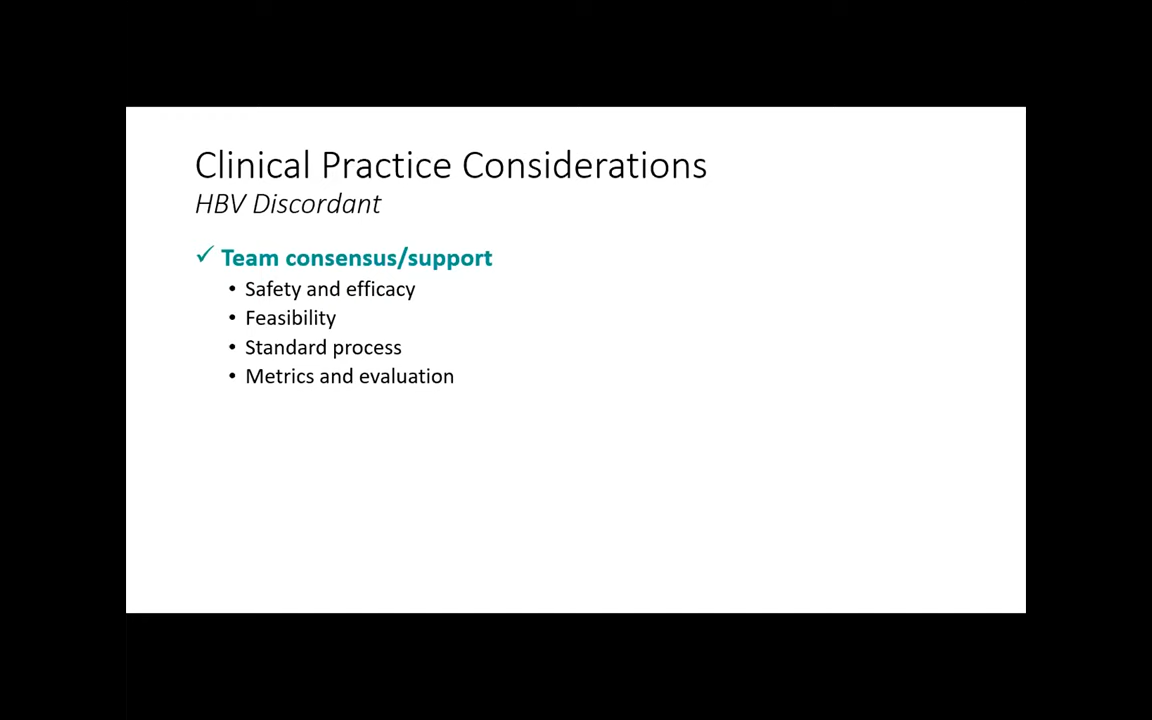 Clinical Practice Considerations
HBV Discordant
✓ Team consensus/support
• Safety and efficacy
• Feasibility
• Standard process
• Metrics and evaluation